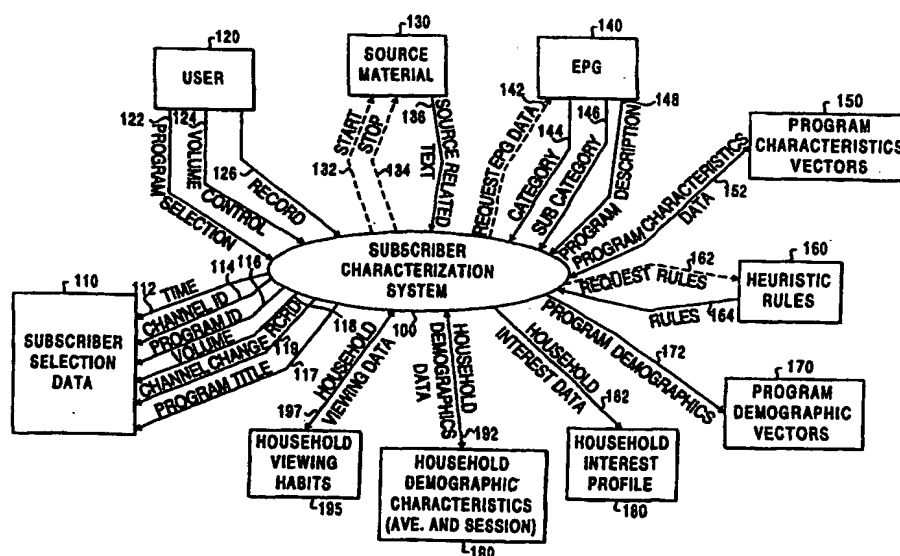 120
USER
122
PROGRAM SELECTION
124
VOLUME CONTROL
126
RECORD
130
SOURCE MATERIAL
START
132
STOP
134
136
SOURCE RELATED TEXT
140
EPG
142
REQUEST EPG DATA
144
CATEGORY
146
SUB CATEGORY
148
PROGRAM DESCRIPTION
150
PROGRAM CHARACTERISTICS VECTORS
PROGRAM CHARACTERISTICS DATA
152
SUBSCRIBER CHARACTERIZATION SYSTEM
100
160
HEURISTIC RULES
REQUEST RULES
162
RULES
164
110
SUBSCRIBER SELECTION DATA
112
TIME
114
CHANNEL ID
116
PROGRAM ID
VOLUME
118
CHANNEL CHANGE RCRD
119
PROGRAM TITLE
117
197
HOUSEHOLD VIEWING DATA
HOUSEHOLD VIEWING HABITS
195
HOUSEHOLD DEMOGRAPHICS DATA
192
HOUSEHOLD DEMOGRAPHIC CHARACTERISTICS (AVE. AND SESSION)
190
HOUSEHOLD INTEREST DATA
182
HOUSEHOLD INTEREST PROFILE
180
PROGRAM DEMOGRAPHICS
172
170
PROGRAM DEMOGRAPHIC VECTORS